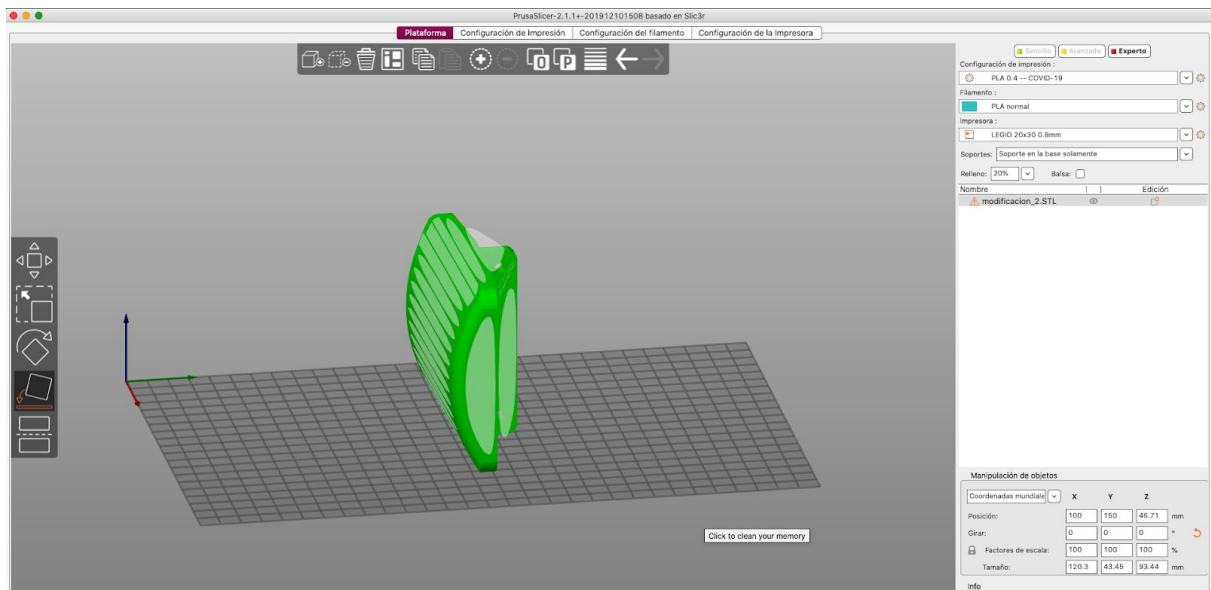 PrusaSlicer-2.1.1+-201912101508 basado en Slic3r
Plataforma Configuración de Impresión Configuración del filamento Configuración de la Impresora
Sencillo Avanzado Experto
Configuración de impresión :
PLA 0.4 -- COVID-19
Filamento :
PLA normal
Impresora :
LEGIO 20x30 0.8mm
Soportes: Soporte en la base solamente
Relleno: 20% Balsa:
Nombre Edición
modificacion_2.STL
Click to clean your memory
Manipulación de objetos
Coordenadas mundiale X Y Z
Posición: 100 150 46.71 mm
Girar: 0 0 0 °
Factores de escala: 100 100 100 %
Tamaño: 120.3 43.45 93.44 mm
Info